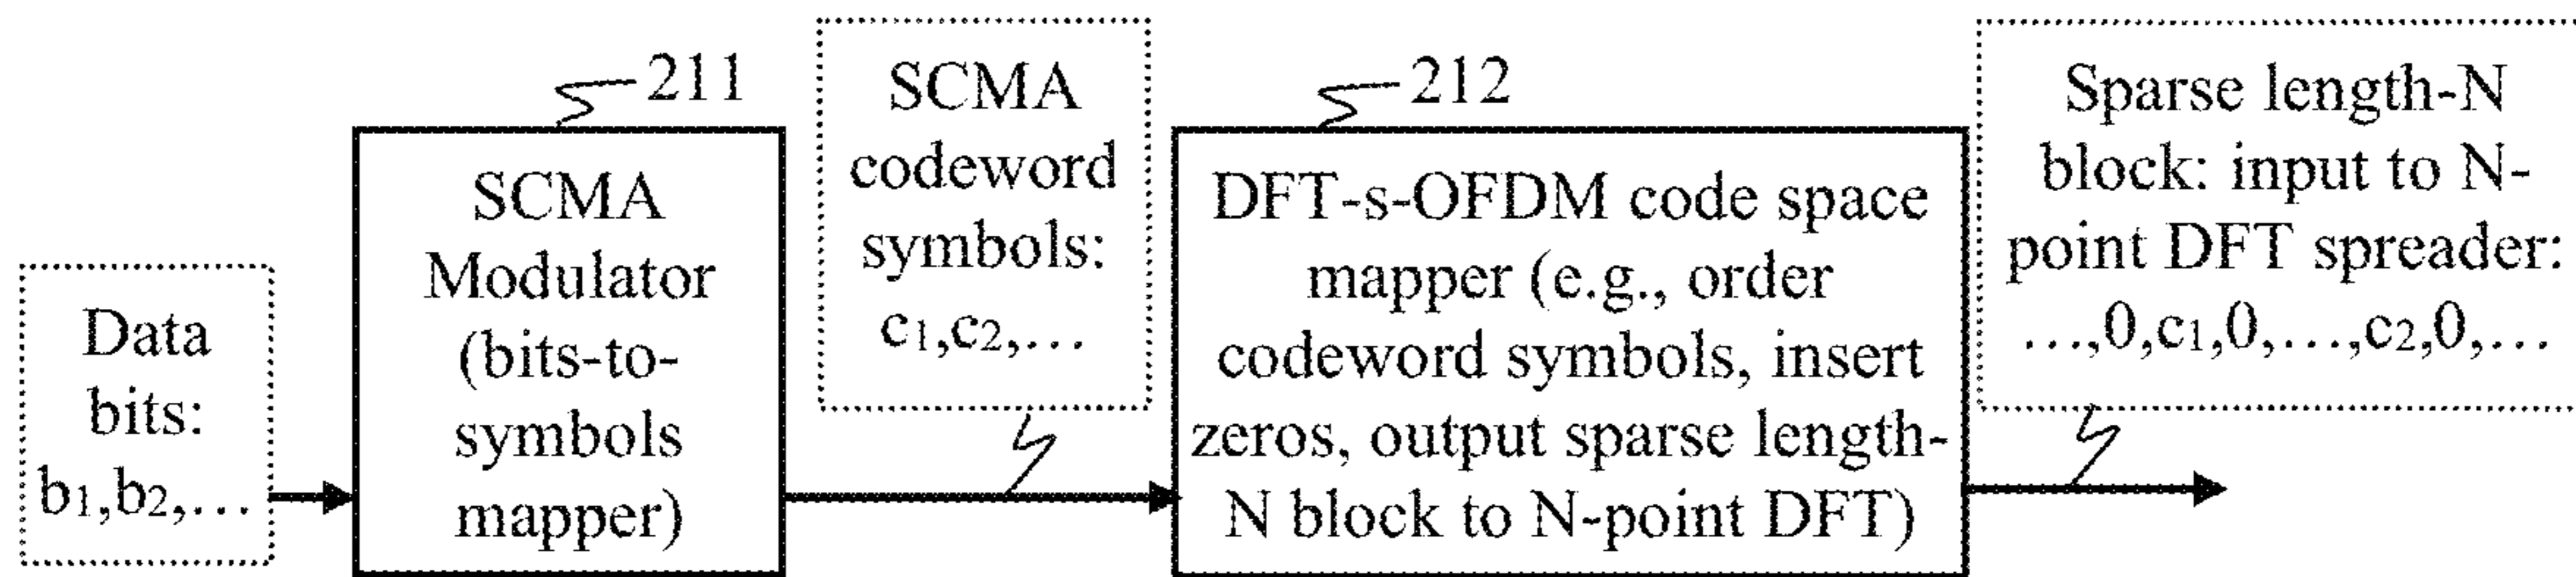 Data
bits:
b1,b2,...
211
SCMA
Modulator
(bits-to-
symbols
mapper)
SCMA
codeword
symbols:
c1,c2,...
212
DFT-s-OFDM code space
mapper (e.g., order
codeword symbols, insert
zeros, output sparse length-
N block to N-point DFT)
Sparse length-N
block: input to N-
point DFT spreader:
...,0,c1,0,...,c2,0,...